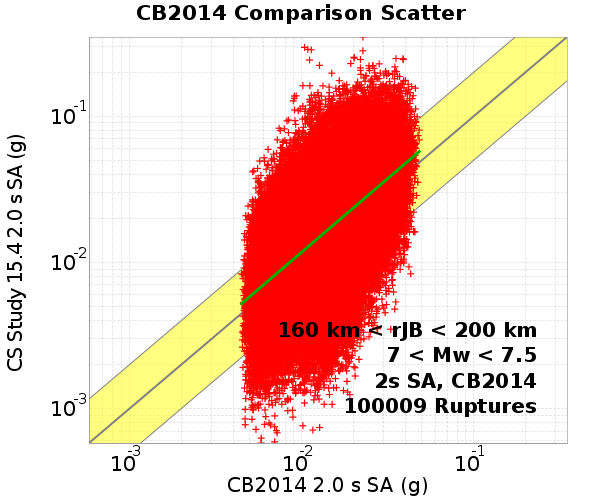 CB2014 Comparison Scatter
CS Study 15.4 2.0 s SA (g)
10-1
10-2
10-3
160 km < rJB < 200 km
7 < Mw < 7.5
2s SA, CB2014
100009 Ruptures
10-3 10-2 10-1
CB2014 2.0 s SA (g)